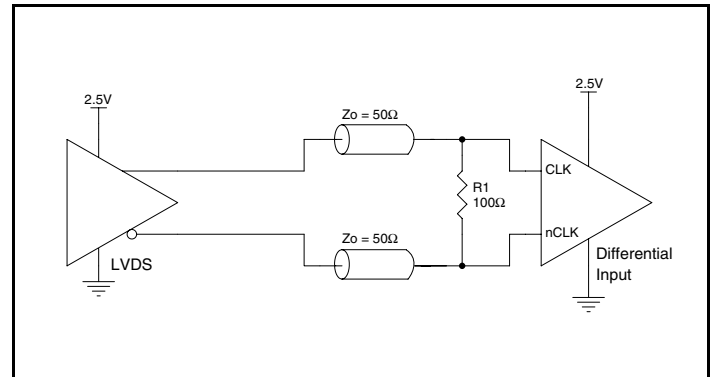 2.5V
2.5V
Zo = 50Ω
CLK
R1
100Ω
Zo = 50Ω
nCLK
LVDS
Differential
Input